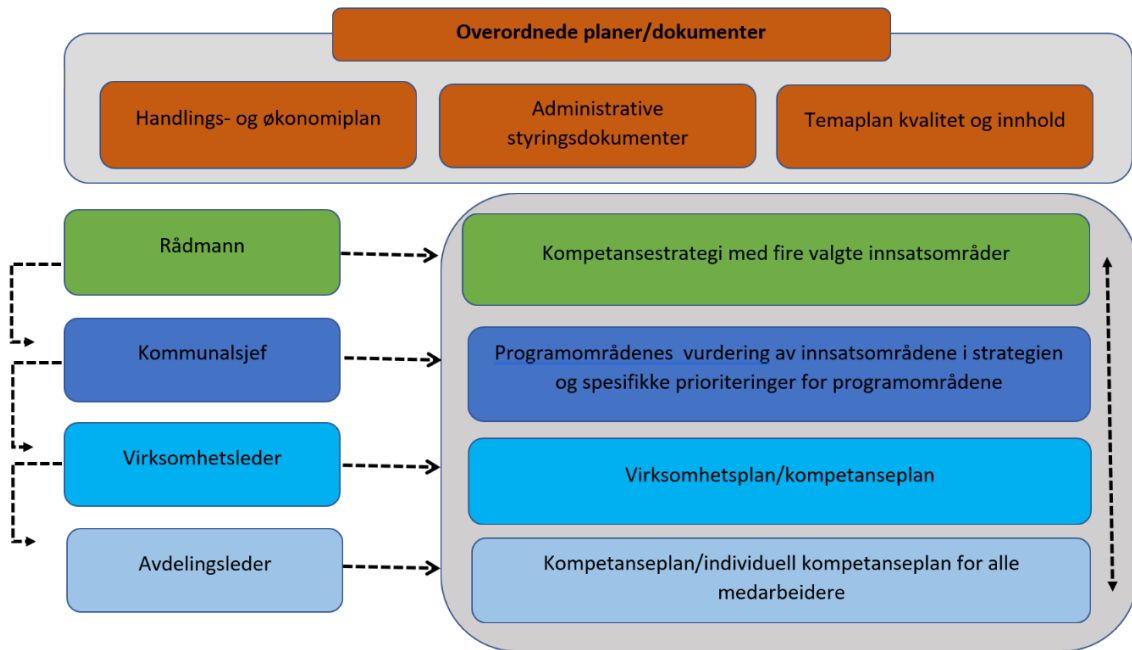 Overordnede planer/dokumenter
Handlings- og økonomiplan
Administrative
styringsdokumenter
Temaplan kvalitet og innhold
Rådmann
Kompetansestrategi med fire valgte innsatsområder
Kommunalsjef
Programområdenes vurdering av innsatsområdene i strategien
og spesifikke prioriteringer for programområdene
Virksomhetsleder
Virksomhetsplan/kompetanseplan
Avdelingsleder
Kompetanseplan/individuell kompetanseplan for alle
medarbeidere